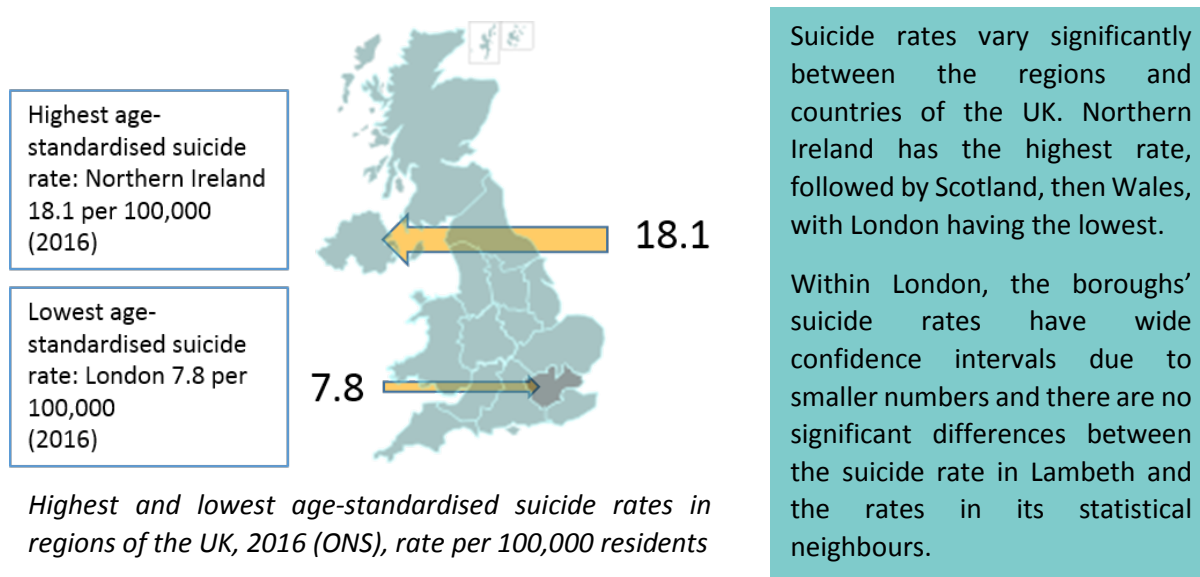 Highest age-
standardised suicide
rate: Northern Ireland
18.1 per 100,000
(2016)
18.1
Lowest age-
standardised suicide
rate: London 7.8 per
100,000
(2016)
7.8
Highest and lowest age-standardised suicide rates in
regions of the UK, 2016 (ONS), rate per 100,000 residents
Suicide rates vary significantly
between the regions and
countries of the UK. Northern
Ireland has the highest rate,
followed by Scotland, then Wales,
with London having the lowest.
Within London, the boroughs’
suicide rates have wide
confidence intervals due to
smaller numbers and there are no
significant differences between
the suicide rate in Lambeth and
the rates in its statistical
neighbours.